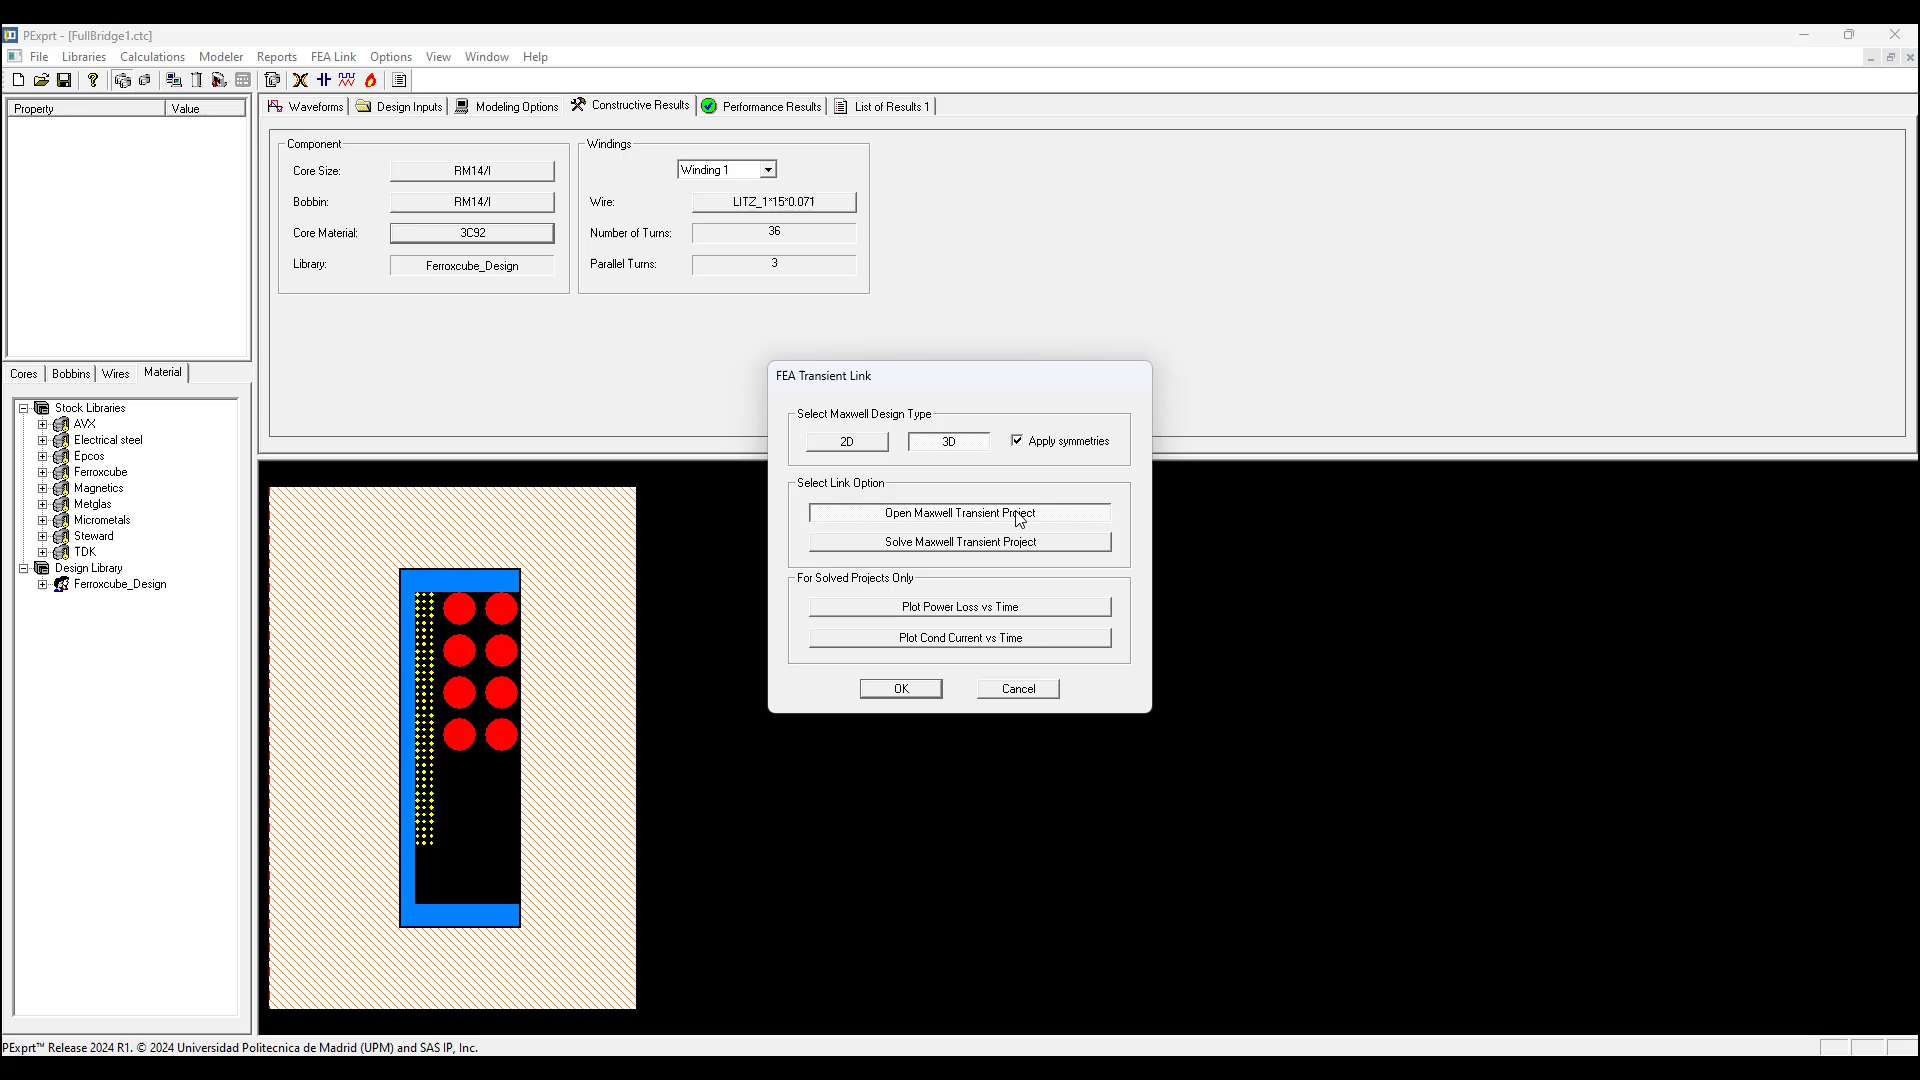 PExprt - [FullBridge1.ctc]
File Libraries Calculations Modeler Reports FEA Link Options View Window Help
Property Value
Waveforms Design Inputs Modeling Options Constructive Results Performance Results List of Results 1
Component
Core Size: RM14/I
Bobbin: RM14/I
Core Material: 3C92
Library: Ferroxcube_Design
Windings
Winding 1
Wire: LITZ_1*15*0.071
Number of Turns: 36
Parallel Turns: 3
Cores Bobbins Wires Material
Stock Libraries
AVX
Electrical steel
Epcos
Ferroxcube
Magnetics
Metglas
Micrometals
Steward
TDK
Design Library
Ferroxcube_Design
FEA Transient Link
Select Maxwell Design Type
2D 3D Apply symmetries
Select Link Option
Open Maxwell Transient Project
Solve Maxwell Transient Project
For Solved Projects Only
Plot Power Loss vs Time
Plot Cond Current vs Time
OK Cancel
PExprt™ Release 2024 R1. © 2024 Universidad Politecnica de Madrid (UPM) and SAS IP, Inc.